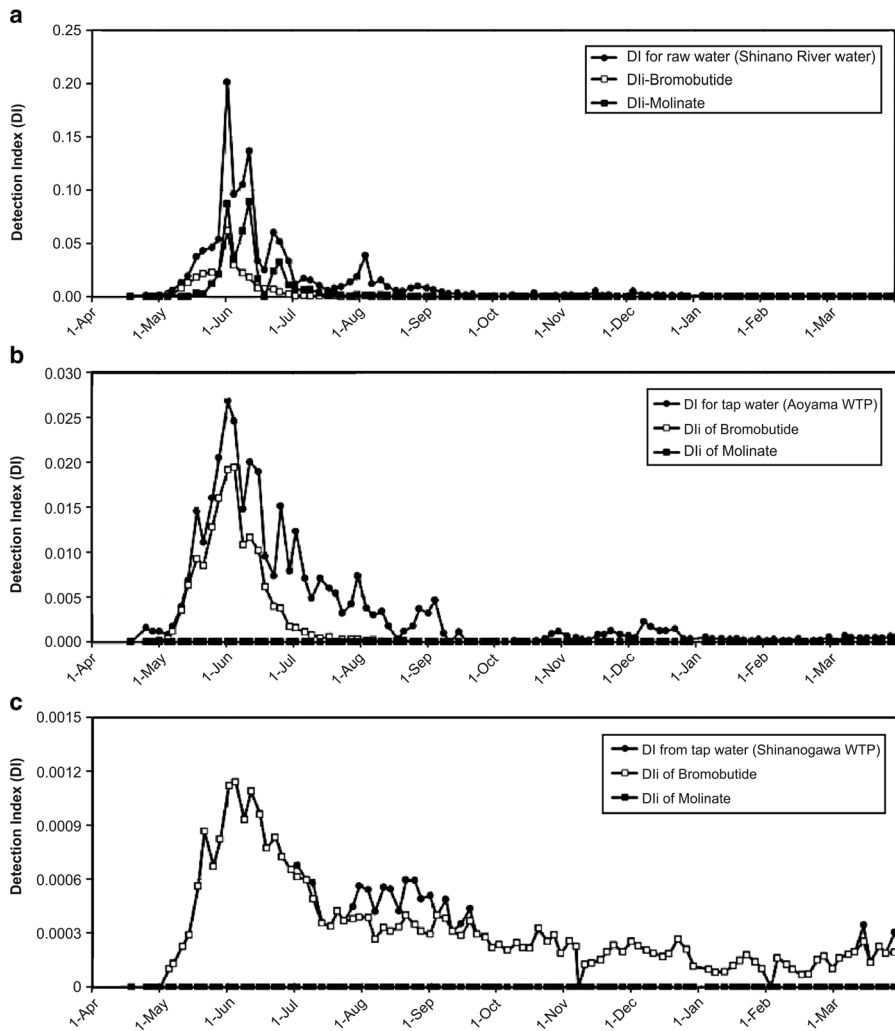 a
0.25
0.20
0.15
0.10
0.05
0.00
Detection Index (DI)
DI for raw water (Shinano River water)
DIi-Bromobutide
DIi-Molinate
1-Apr 1-May 1-Jun 1-Jul 1-Aug 1-Sep 1-Oct 1-Nov 1-Dec 1-Jan 1-Feb 1-Mar
b
0.030
0.025
0.020
0.015
0.010
0.005
0.000
Detection Index (DI)
DI for tap water (Aoyama WTP)
DIi of Bromobutide
DIi of Molinate
1-Apr 1-May 1-Jun 1-Jul 1-Aug 1-Sep 1-Oct 1-Nov 1-Dec 1-Jan 1-Feb 1-Mar
c
0.0015
0.0012
0.0009
0.0006
0.0003
0
Detection Index (DI)
DI from tap water (Shinanogawa WTP)
DIi of Bromobutide
DIi of Molinate
1-Apr 1-May 1-Jun 1-Jul 1-Aug 1-Sep 1-Oct 1-Nov 1-Dec 1-Jan 1-Feb 1-Mar